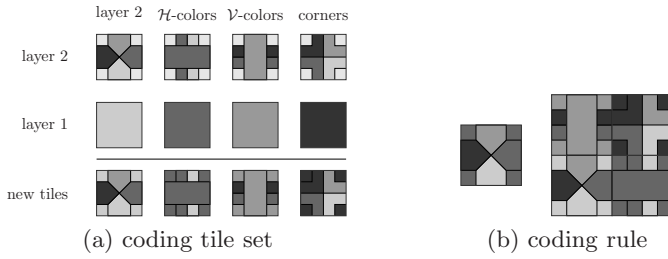 layer 2 H-colors V-colors corners
layer 2
layer 1
new tiles
(a) coding tile set
(b) coding rule